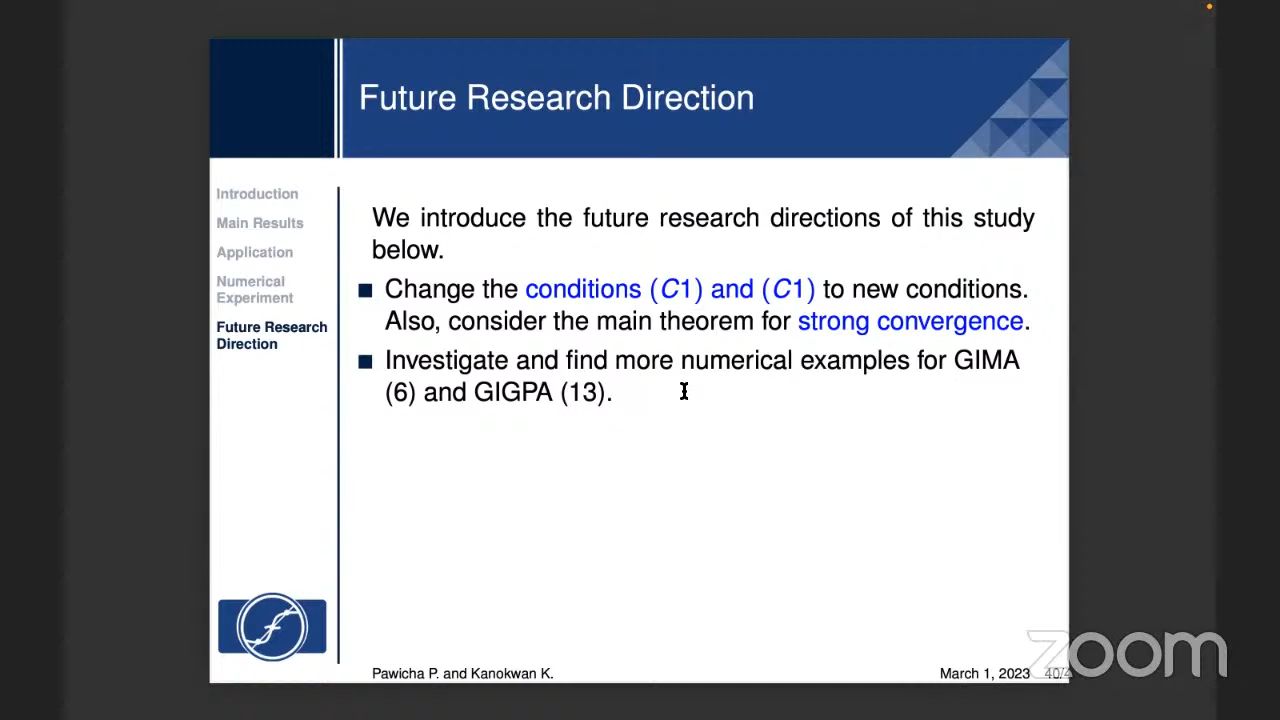 Future Research Direction
Introduction
Main Results
Application
Numerical
Experiment
Future Research
Direction
We introduce the future research directions of this study
below.
Change the conditions (C1) and (C1) to new conditions.
Also, consider the main theorem for strong convergence.
Investigate and find more numerical examples for GIMA
(6) and GIGPA (13).
Pawicha P. and Kanokwan K.
March 1, 2023
zoom